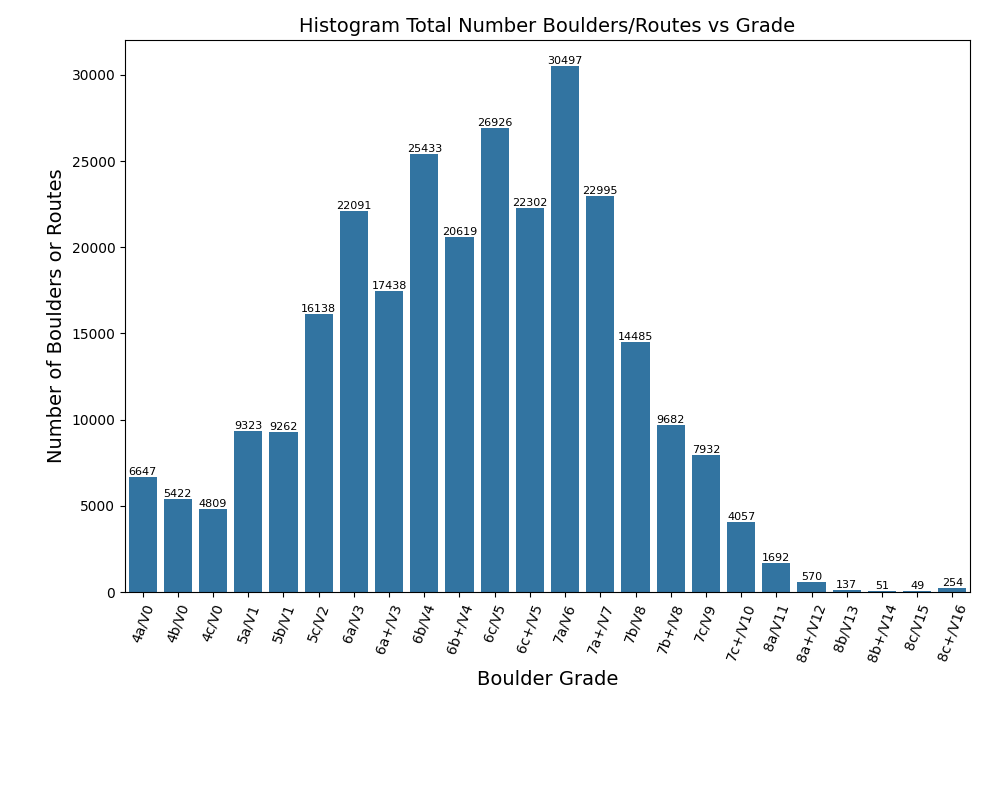 Histogram Total Number Boulders/Routes vs Grade
Number of Boulders or Routes
30000
25000
20000
15000
10000
5000
0
6647
5422
4809
9323
9262
16138
22091
17438
25433
20619
26926
22302
30497
22995
14485
9682
7932
4057
1692
570
137
51
49
254
4a/V0
4b/V0
4c/V0
5a/V1
5b/V1
5c/V2
6a/V3
6a+/V3
6b/V4
6b+/V4
6c/V5
6c+/V5
7a/V6
7a+/V7
7b/V8
7b+/V8
7c/V9
7c+/V10
8a/V11
8a+/V12
8b/V13
8b+/V14
8c/V15
8c+/V16
Boulder Grade